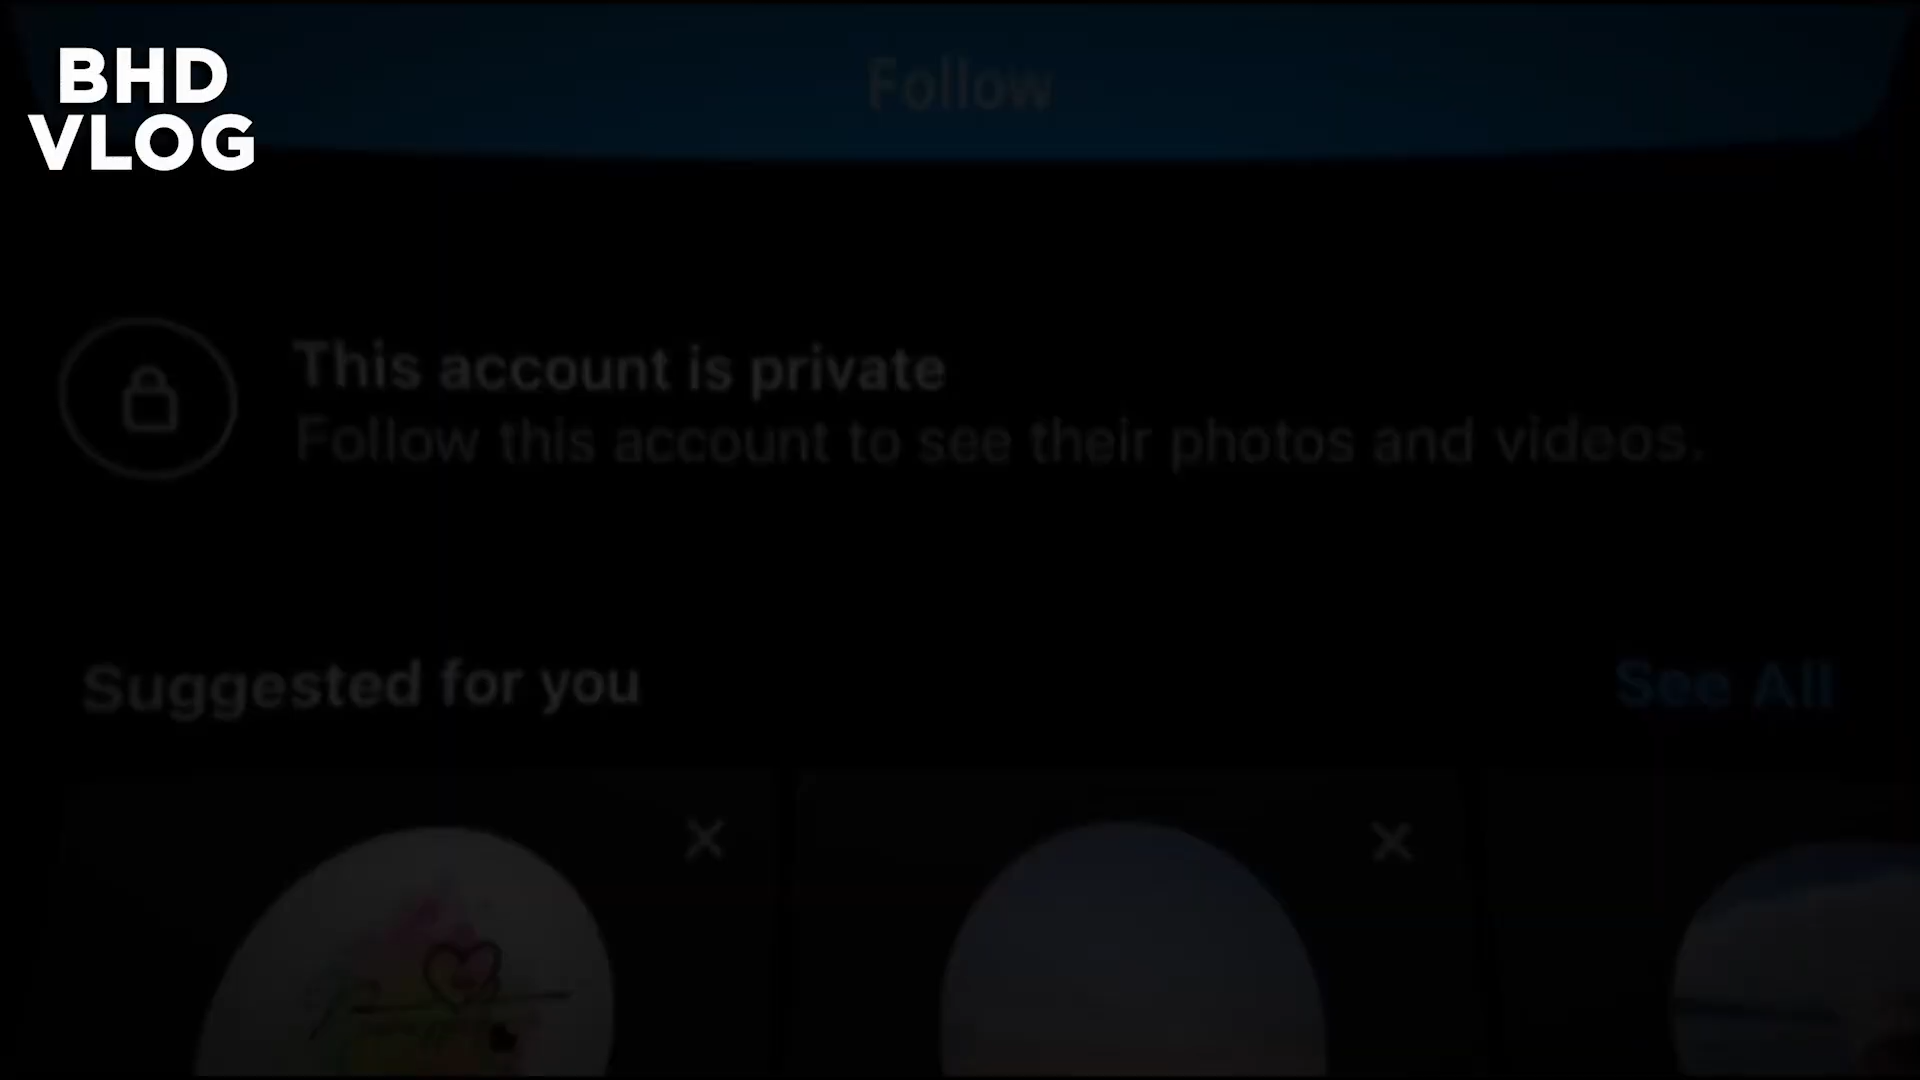 BHD
VLOG
Follow
This account is private
Follow this account to see their photos and videos.
Suggested for you
See All